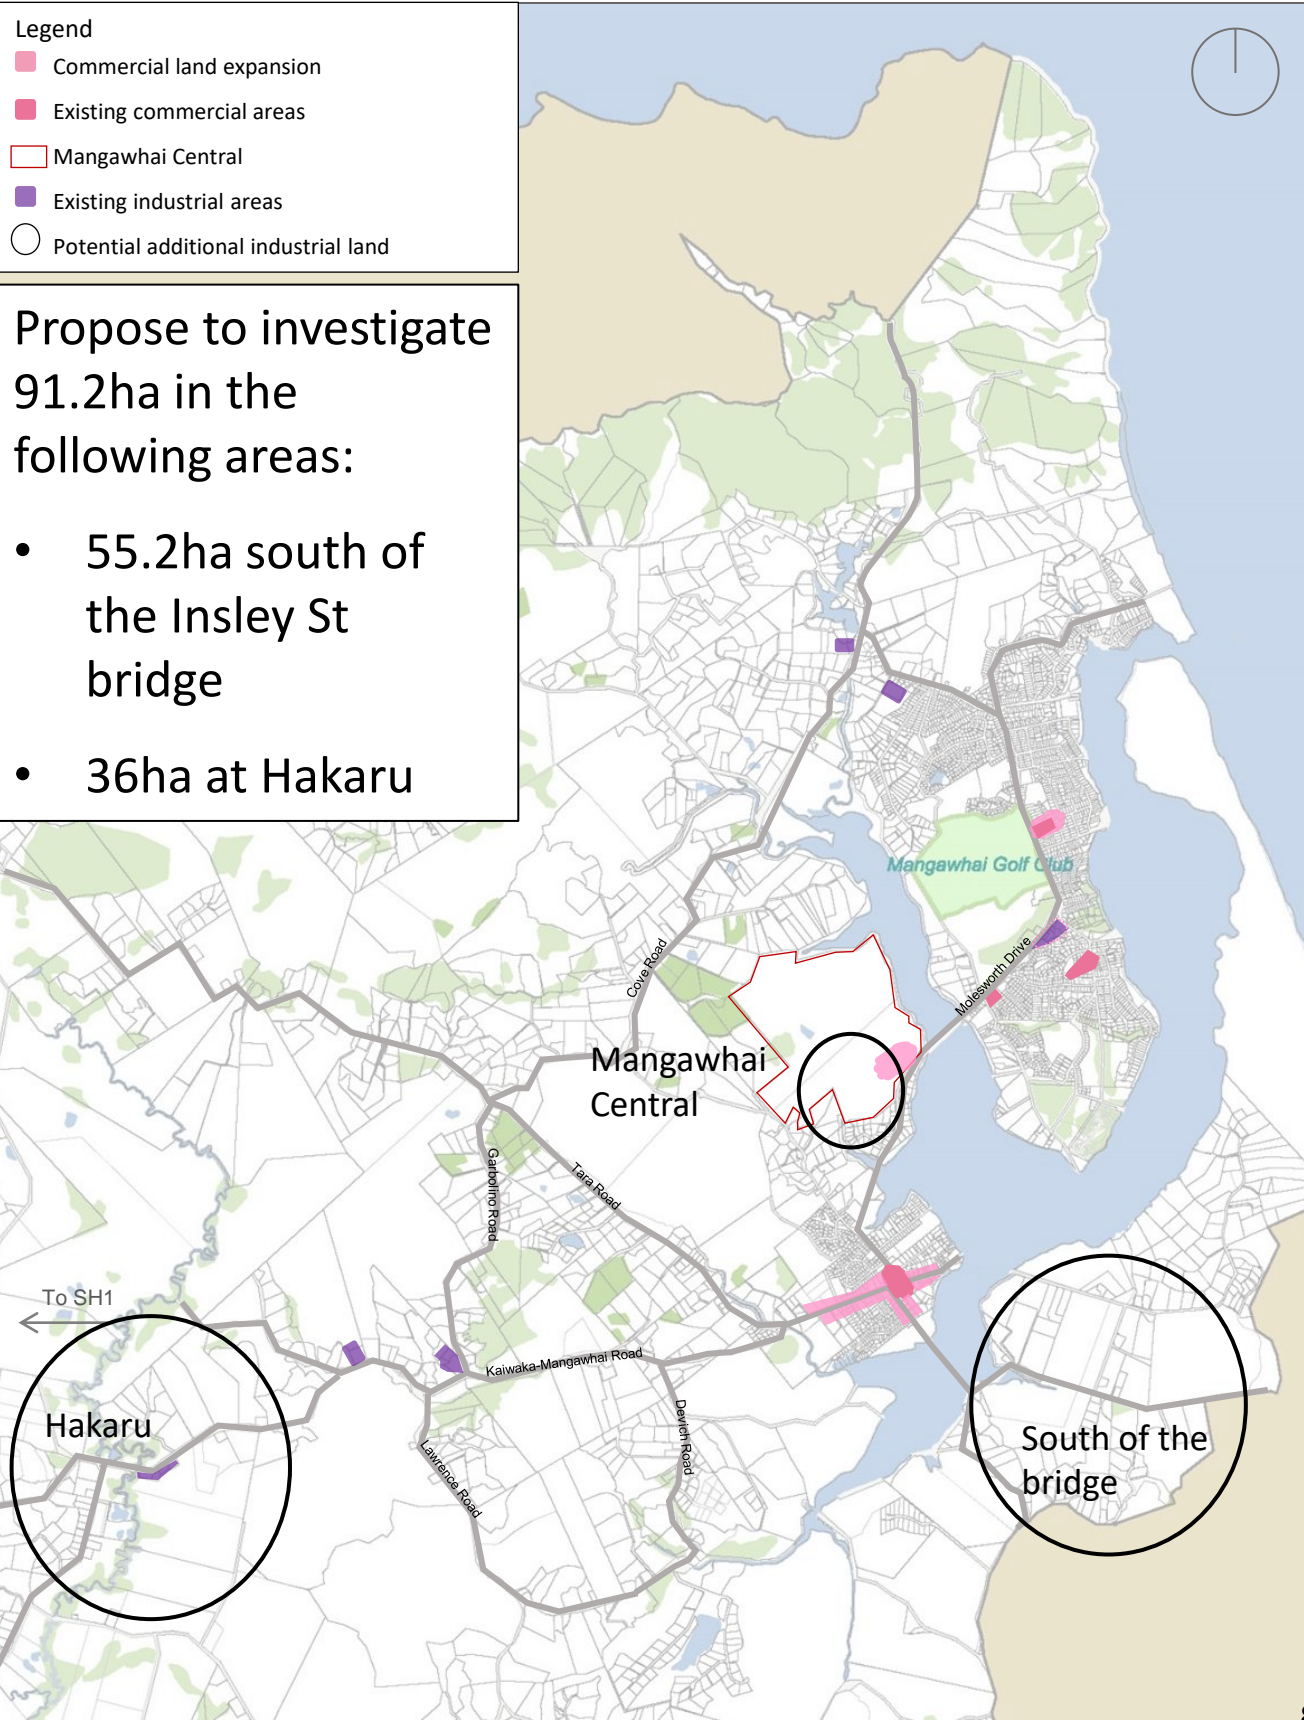 Legend
Commercial land expansion
Existing commercial areas
Mangawhai Central
Existing industrial areas
Potential additional industrial land
Propose to investigate
91.2ha in the
following areas:
• 55.2ha south of
the Insley St
bridge
• 36ha at Hakaru
Mangawhai Golf Club
Molesworth Drive
Cove Road
Mangawhai
Central
Garbolino Road
Tara Road
To SH1
Kaiwaka-Mangawhai Road
Hakaru
Lawrence Road
Devich Road
South of the
bridge